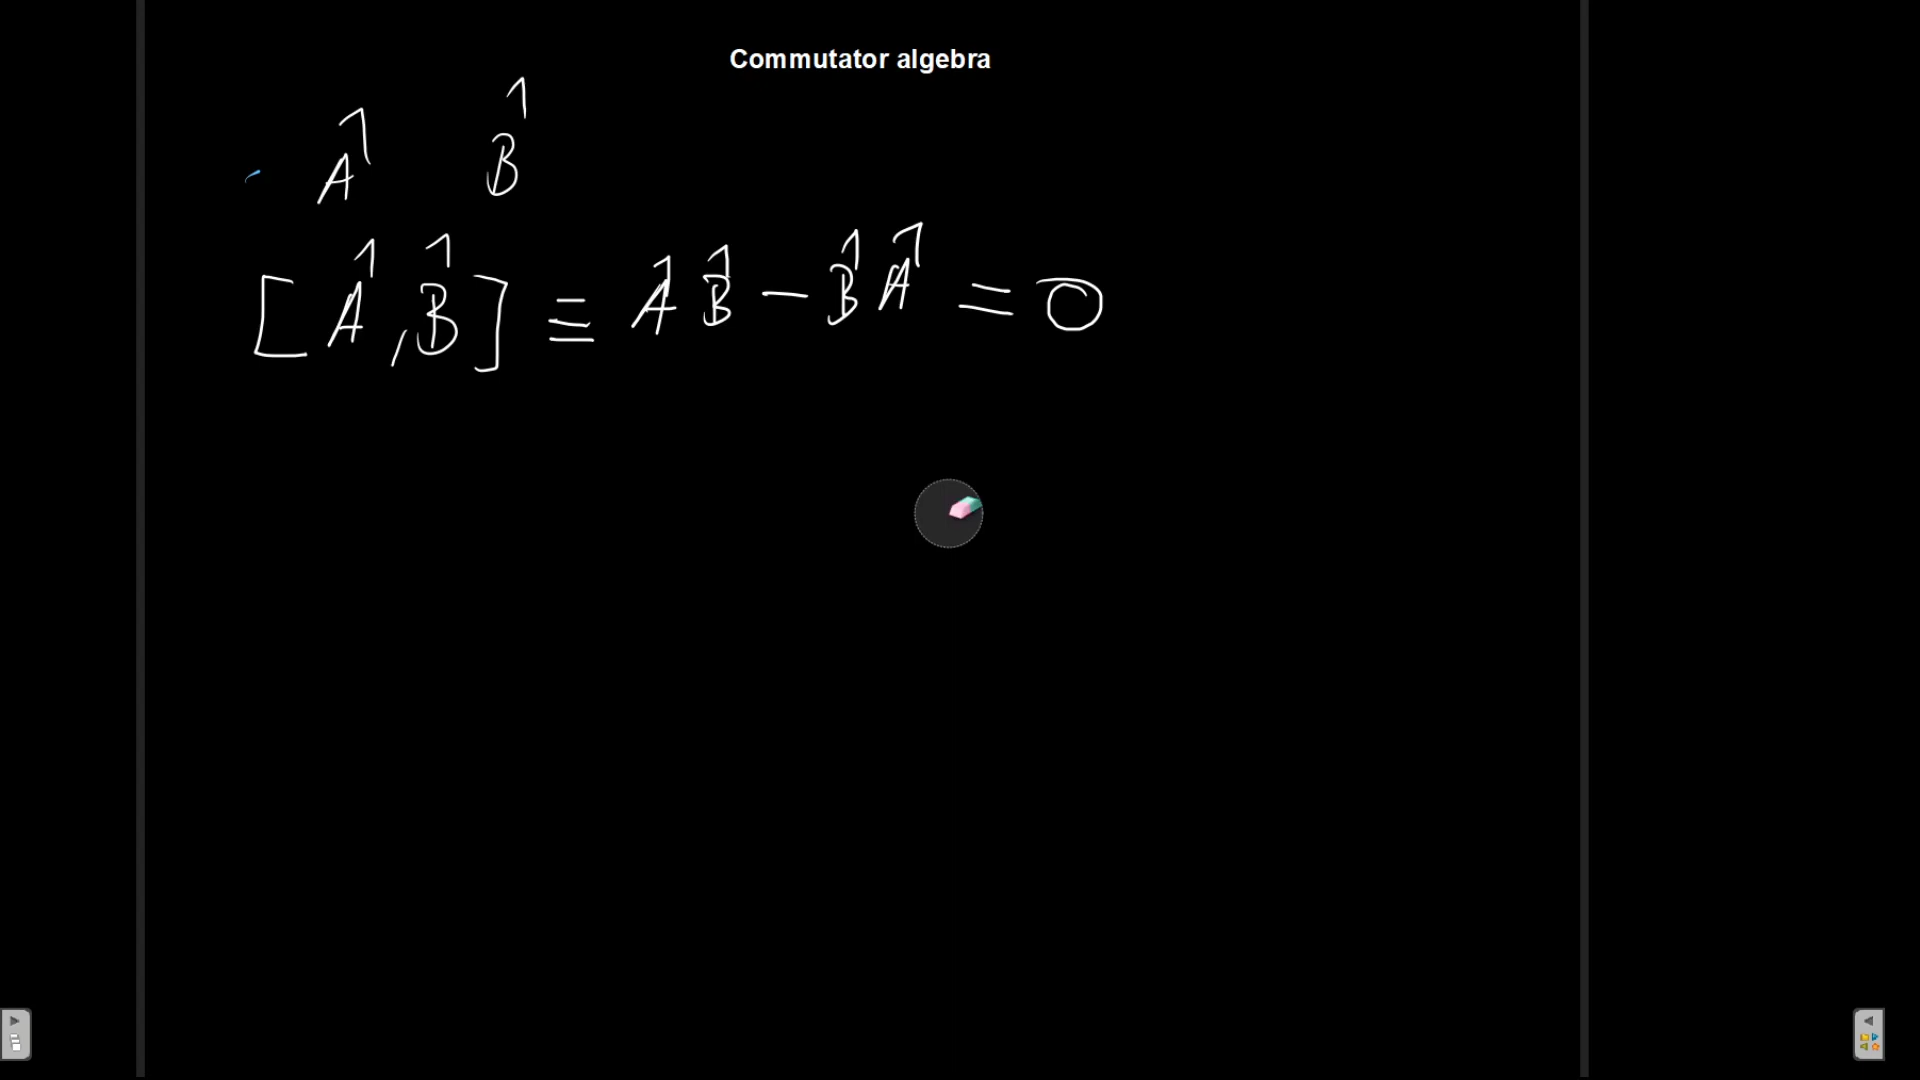 Commutator algebra
Â B̂
[Â, B̂] ≡ ÂB̂ − B̂Â = 0